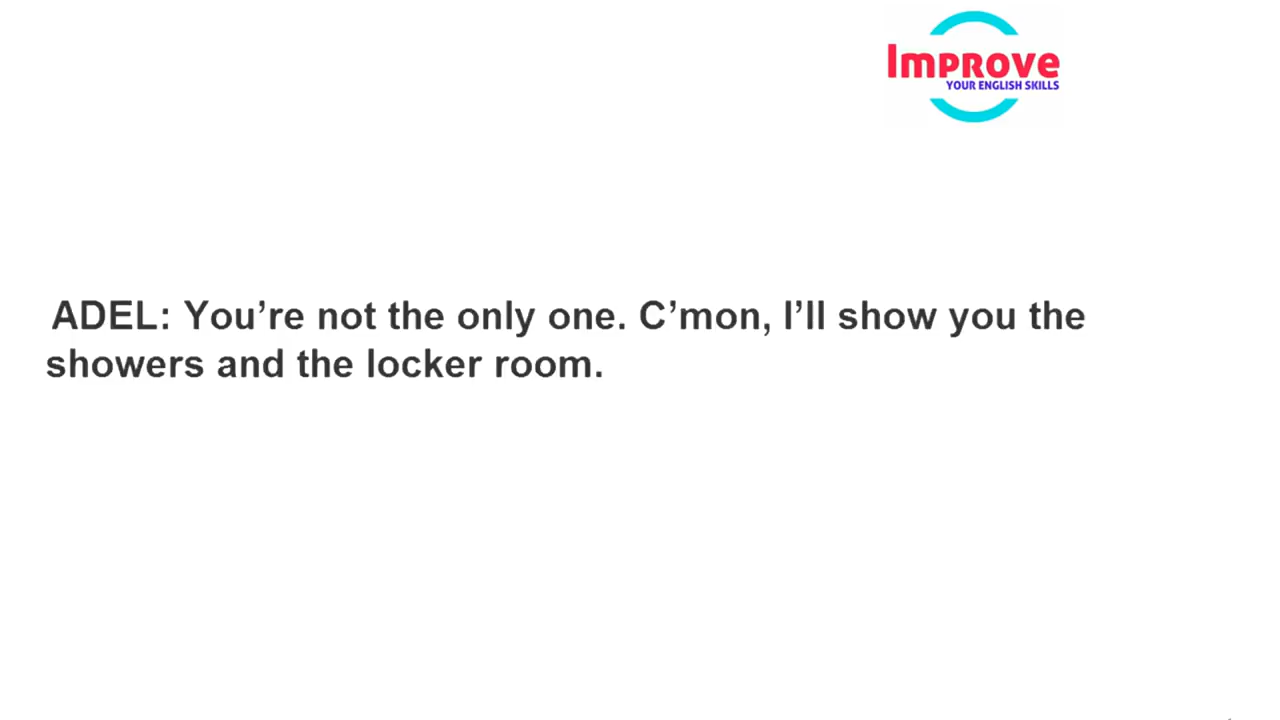 Improve
YOUR ENGLISH SKILLS
ADEL: You’re not the only one. C’mon, I’ll show you the
showers and the locker room.